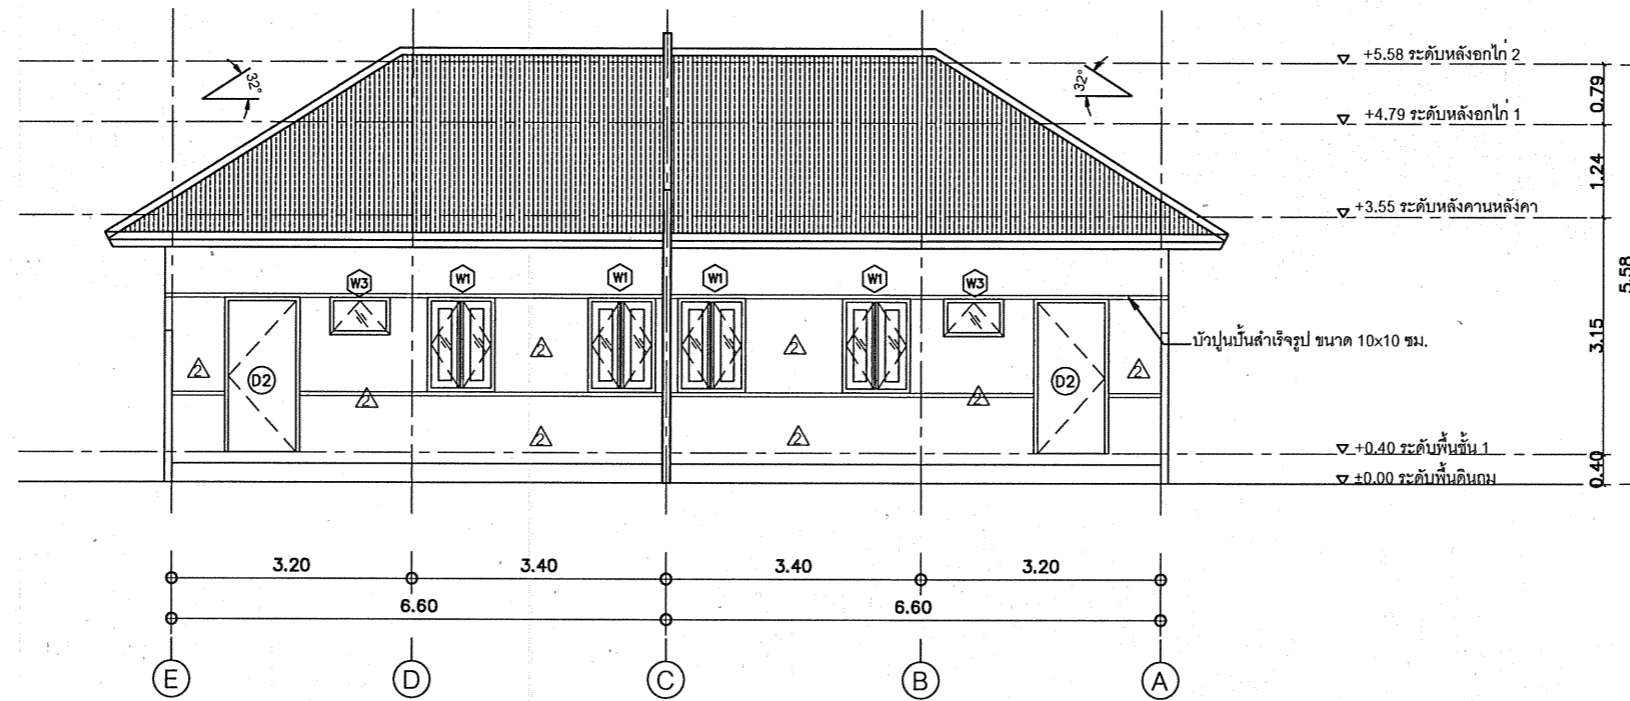 +5.58 ระดับหลังอกไก่ 2
32°
32°
0.79
+4.79 ระดับหลังอกไก่ 1
1.24
+3.55 ระดับหลังคานหลังคา
5.58
W3
W1
W1
W1
W1
W3
บัวปูนปั้นสำเร็จรูป ขนาด 10x10 ซม.
3.15
2
2
2
2
D2
D2
2
2
2
2
+0.40 ระดับพื้นชั้น 1
0.40
±0.00 ระดับพื้นดินถม
3.20
3.40
3.40
3.20
6.60
6.60
E
D
C
B
A